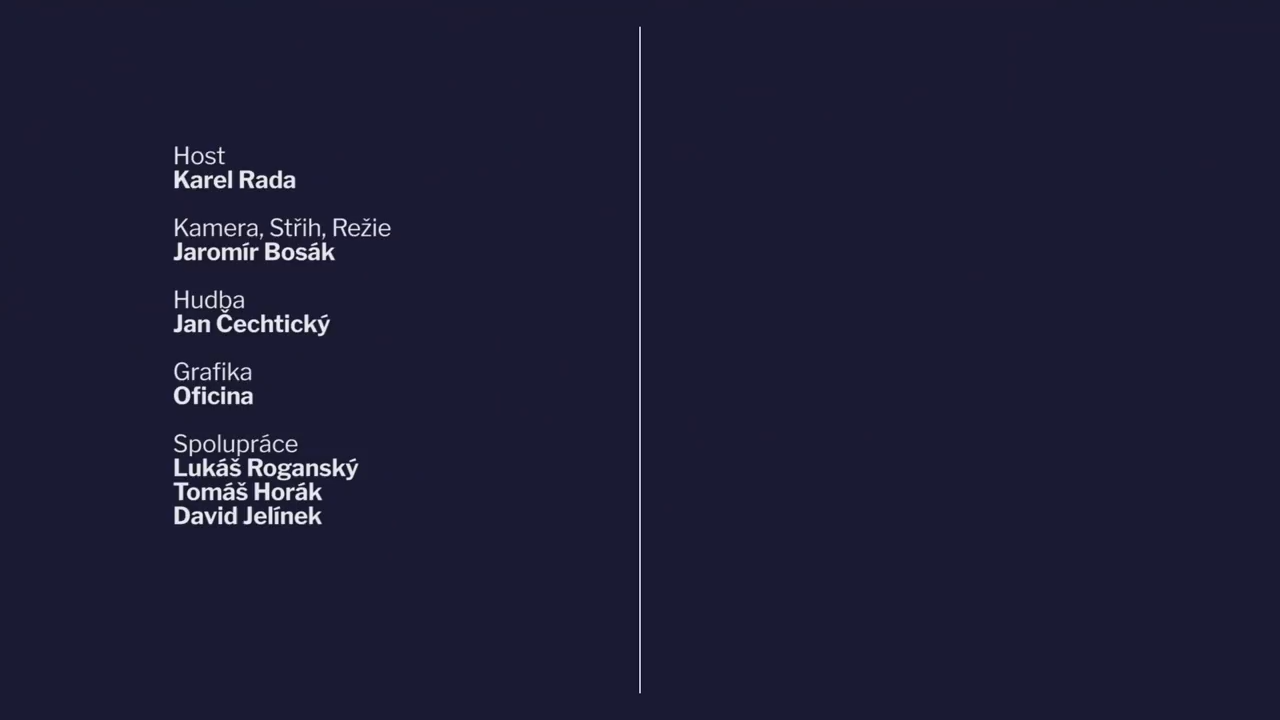 Host
Karel Rada
Kamera, Střih, Režie
Jaromír Bosák
Hudba
Jan Čechtický
Grafika
Oficina
Spolupráce
Lukáš Roganský
Tomáš Horák
David Jelínek